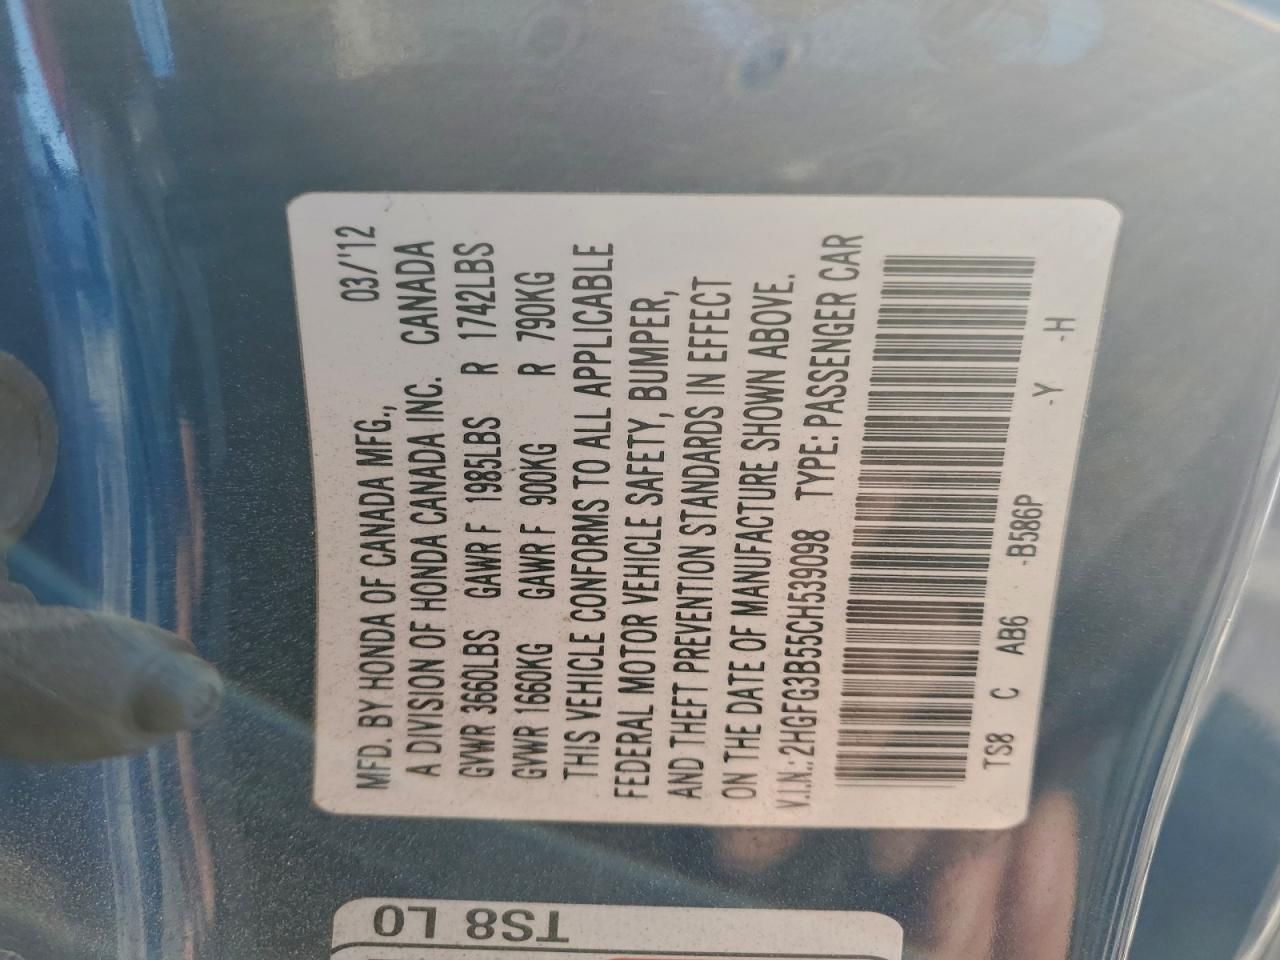 MFD. BY HONDA OF CANADA MFG., 03/'12
A DIVISION OF HONDA CANADA INC. CANADA
GVWR 3660LBS GAWR F 1985LBS R 1742LBS
GVWR 1660KG GAWR F 900KG R 790KG
THIS VEHICLE CONFORMS TO ALL APPLICABLE
FEDERAL MOTOR VEHICLE SAFETY, BUMPER,
AND THEFT PREVENTION STANDARDS IN EFFECT
ON THE DATE OF MANUFACTURE SHOWN ABOVE.
V.I.N.: 2HGFG3B55CH539098 TYPE: PASSENGER CAR
TS8 C AB6 -B586P -Y -H
TS8 LO